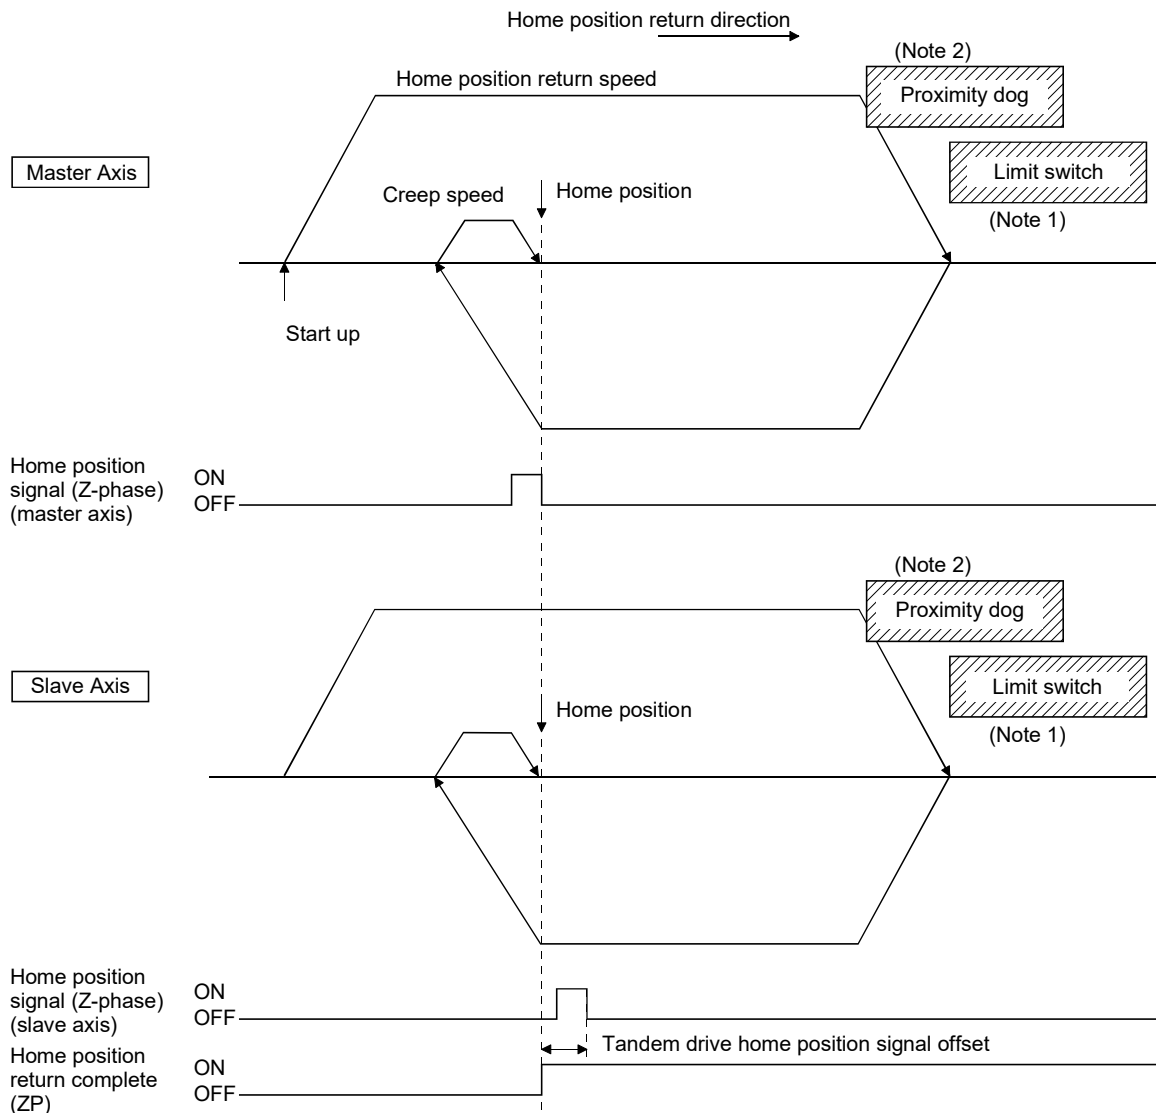 Home position return direction
(Note 2)
Home position return speed
Proximity dog
Master Axis
Limit switch
Creep speed
Home position
(Note 1)
Start up
Home position
signal (Z-phase)
(master axis)
ON
OFF
(Note 2)
Proximity dog
Slave Axis
Limit switch
Home position
(Note 1)
Home position
signal (Z-phase)
(slave axis)
ON
OFF
Tandem drive home position signal offset
Home position
return complete
(ZP)
ON
OFF